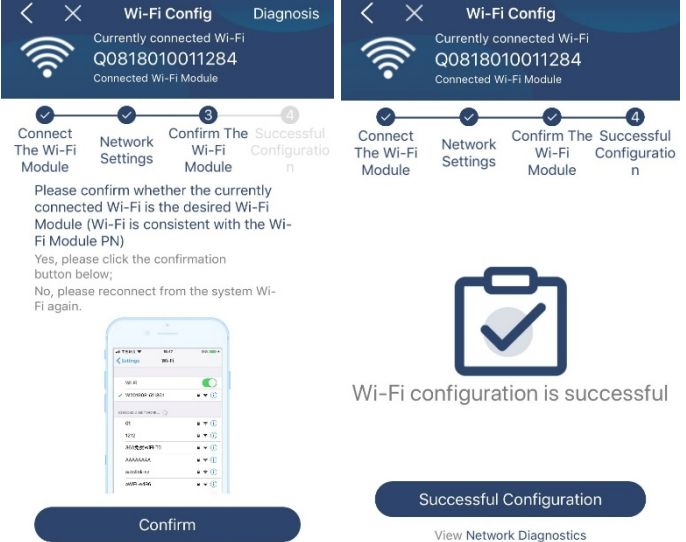 Wi-Fi Config
Diagnosis
Currently connected Wi-Fi
Q0818010011284
Connected Wi-Fi Module
3
4
Connect
The Wi-Fi
Module
Network
Settings
Confirm The
Wi-Fi
Module
Successful
Configuratio
n
Please confirm whether the currently
connected Wi-Fi is the desired Wi-Fi
Module (Wi-Fi is consistent with the Wi-
Fi Module PN)
Yes, please click the confirmation
button below;
No, please reconnect from the system Wi-
Fi again.
Settings
Wi-Fi
Wi-Fi
01
1212
AAAAAAAA
Confirm
Wi-Fi Config
Currently connected Wi-Fi
Q0818010011284
Connected Wi-Fi Module
4
Connect
The Wi-Fi
Module
Network
Settings
Confirm The
Wi-Fi
Module
Successful
Configuratio
n
Wi-Fi configuration is successful
Successful Configuration
View Network Diagnostics